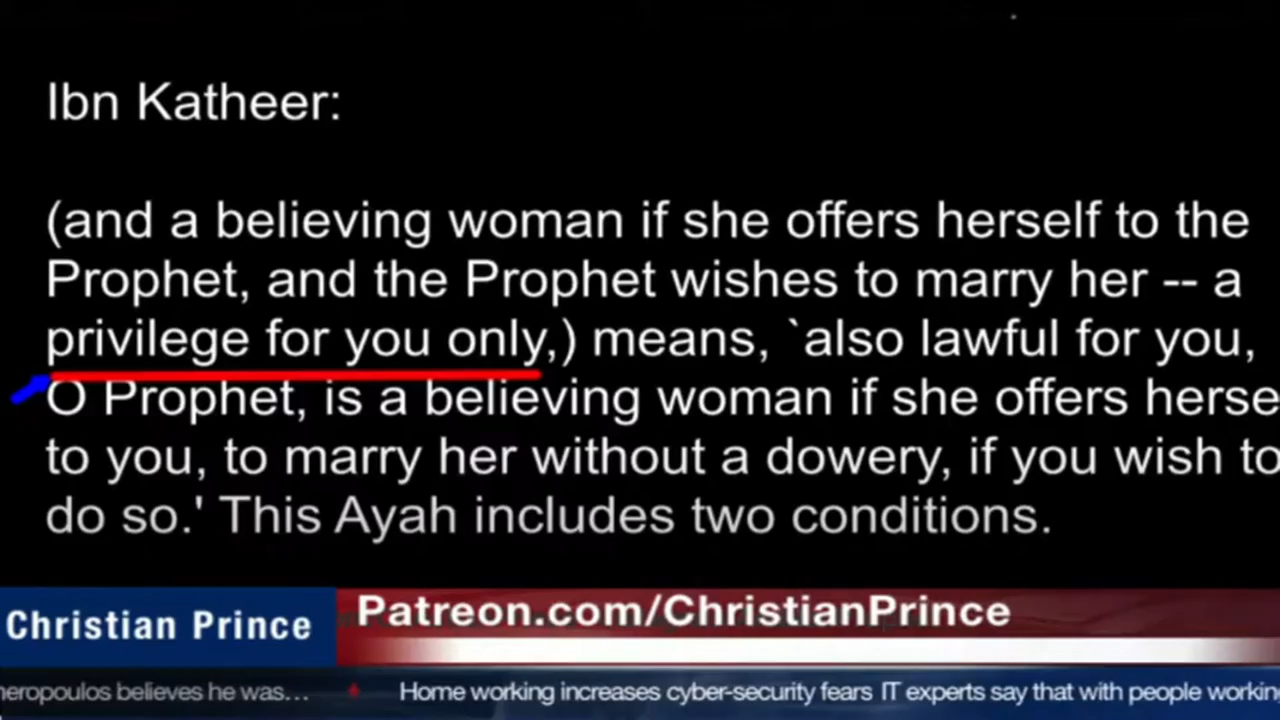 Ibn Katheer:
(and a believing woman if she offers herself to the
Prophet, and the Prophet wishes to marry her -- a
privilege for you only,) means, `also lawful for you,
O Prophet, is a believing woman if she offers herse
to you, to marry her without a dowery, if you wish to
do so.' This Ayah includes two conditions.
Christian Prince
Patreon.com/ChristianPrince
neropoulos believes he was...
Home working increases cyber-security fears IT experts say that with people workin